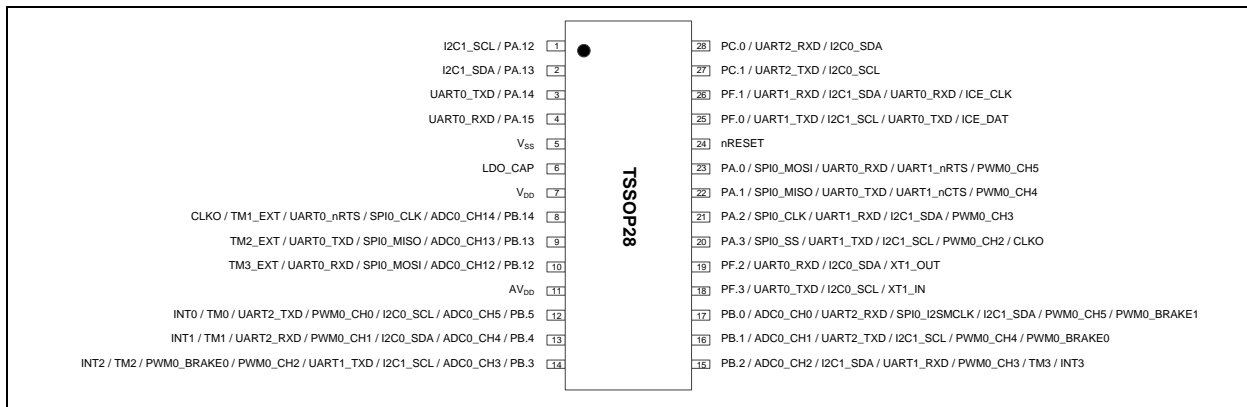 I2C1_SCL / PA.12 1
I2C1_SDA / PA.13 2
UART0_TXD / PA.14 3
UART0_RXD / PA.15 4
VSS 5
LDO_CAP 6
VDD 7
CLKO / TM1_EXT / UART0_nRTS / SPI0_CLK / ADC0_CH14 / PB.14 8
TM2_EXT / UART0_TXD / SPI0_MISO / ADC0_CH13 / PB.13 9
TM3_EXT / UART0_RXD / SPI0_MOSI / ADC0_CH12 / PB.12 10
AVDD 11
INT0 / TM0 / UART2_TXD / PWM0_CH0 / I2C0_SCL / ADC0_CH5 / PB.5 12
INT1 / TM1 / UART2_RXD / PWM0_CH1 / I2C0_SDA / ADC0_CH4 / PB.4 13
INT2 / TM2 / PWM0_BRAKE0 / PWM0_CH2 / UART1_TXD / I2C1_SCL / ADC0_CH3 / PB.3 14
TSSOP28
28 PC.0 / UART2_RXD / I2C0_SDA
27 PC.1 / UART2_TXD / I2C0_SCL
26 PF.1 / UART1_RXD / I2C1_SDA / UART0_RXD / ICE_CLK
25 PF.0 / UART1_TXD / I2C1_SCL / UART0_TXD / ICE_DAT
24 nRESET
23 PA.0 / SPI0_MOSI / UART0_RXD / UART1_nRTS / PWM0_CH5
22 PA.1 / SPI0_MISO / UART0_TXD / UART1_nCTS / PWM0_CH4
21 PA.2 / SPI0_CLK / UART1_RXD / I2C1_SDA / PWM0_CH3
20 PA.3 / SPI0_SS / UART1_TXD / I2C1_SCL / PWM0_CH2 / CLKO
19 PF.2 / UART0_RXD / I2C0_SDA / XT1_OUT
18 PF.3 / UART0_TXD / I2C0_SCL / XT1_IN
17 PB.0 / ADC0_CH0 / UART2_RXD / SPI0_I2SMCLK / I2C1_SDA / PWM0_CH5 / PWM0_BRAKE1
16 PB.1 / ADC0_CH1 / UART2_TXD / I2C1_SCL / PWM0_CH4 / PWM0_BRAKE0
15 PB.2 / ADC0_CH2 / I2C1_SDA / UART1_RXD / PWM0_CH3 / TM3 / INT3